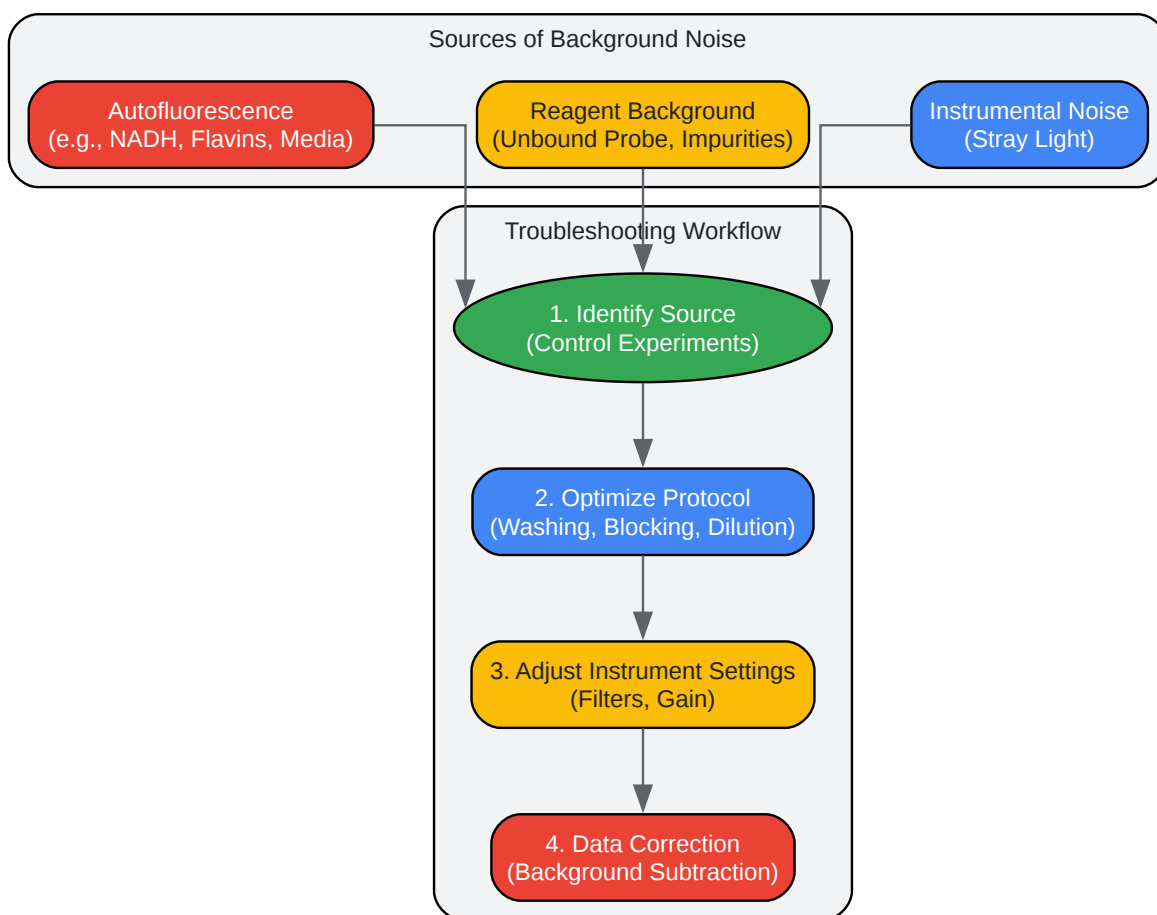 Sources of Background Noise
Autofluorescence
(e.g., NADH, Flavins, Media)
Reagent Background
(Unbound Probe, Impurities)
Instrumental Noise
(Stray Light)
Troubleshooting Workflow
1. Identify Source
(Control Experiments)
2. Optimize Protocol
(Washing, Blocking, Dilution)
3. Adjust Instrument Settings
(Filters, Gain)
4. Data Correction
(Background Subtraction)